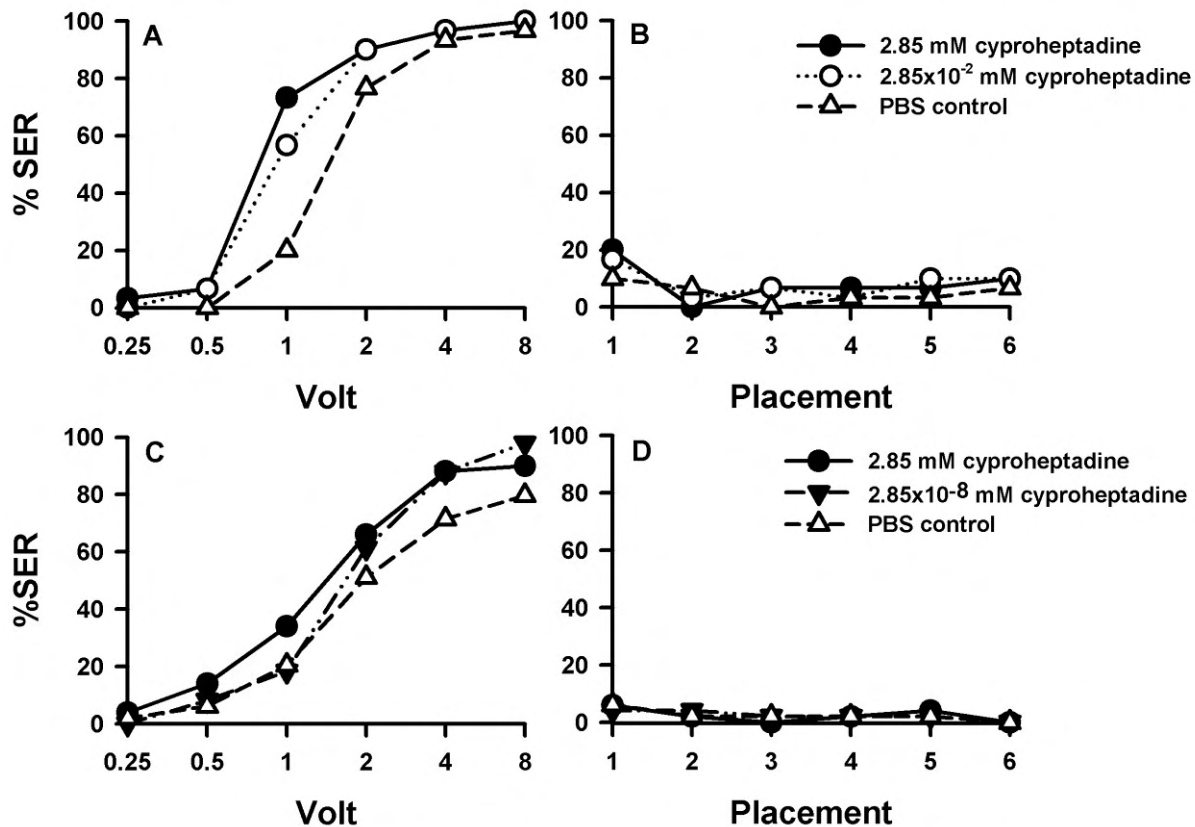 A
100
80
60
40
20
0
% SER
0.25 0.5 1 2 4 8
Volt
B
100
80
60
40
20
0
1 2 3 4 5 6
Placement
2.85 mM cyproheptadine
2.85x10⁻² mM cyproheptadine
PBS control
C
100
80
60
40
20
0
%SER
0.25 0.5 1 2 4 8
Volt
D
100
80
60
40
20
0
1 2 3 4 5 6
Placement
2.85 mM cyproheptadine
2.85x10⁻⁸ mM cyproheptadine
PBS control